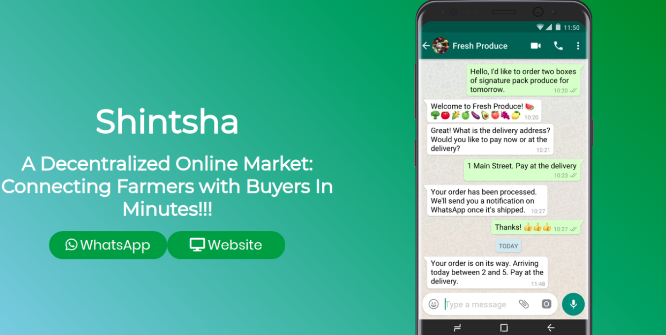 Shintsha
A Decentralized Online Market:
Connecting Farmers with Buyers In
Minutes!!!
WhatsApp
Website
11:50
Fresh Produce
Hello, I'd like to order two boxes
of signature pack produce for
tomorrow.
10:20
Welcome to Fresh Produce! 🍉
🥦🍅🌽🍏🍆🥑🍑🍇🍊
10:20
Great! What is the delivery address?
Would you like to pay now or at the
delivery?
10:21
1 Main Street. Pay at the delivery
10:23
Your order has been processed.
We'll send you a notification on
WhatsApp once it's shipped.
10:27
Thanks! 👍👍👍
10:27
TODAY
Your order is on its way. Arriving
today between 2 and 5. Pay at the
delivery.
11:48
Type a message